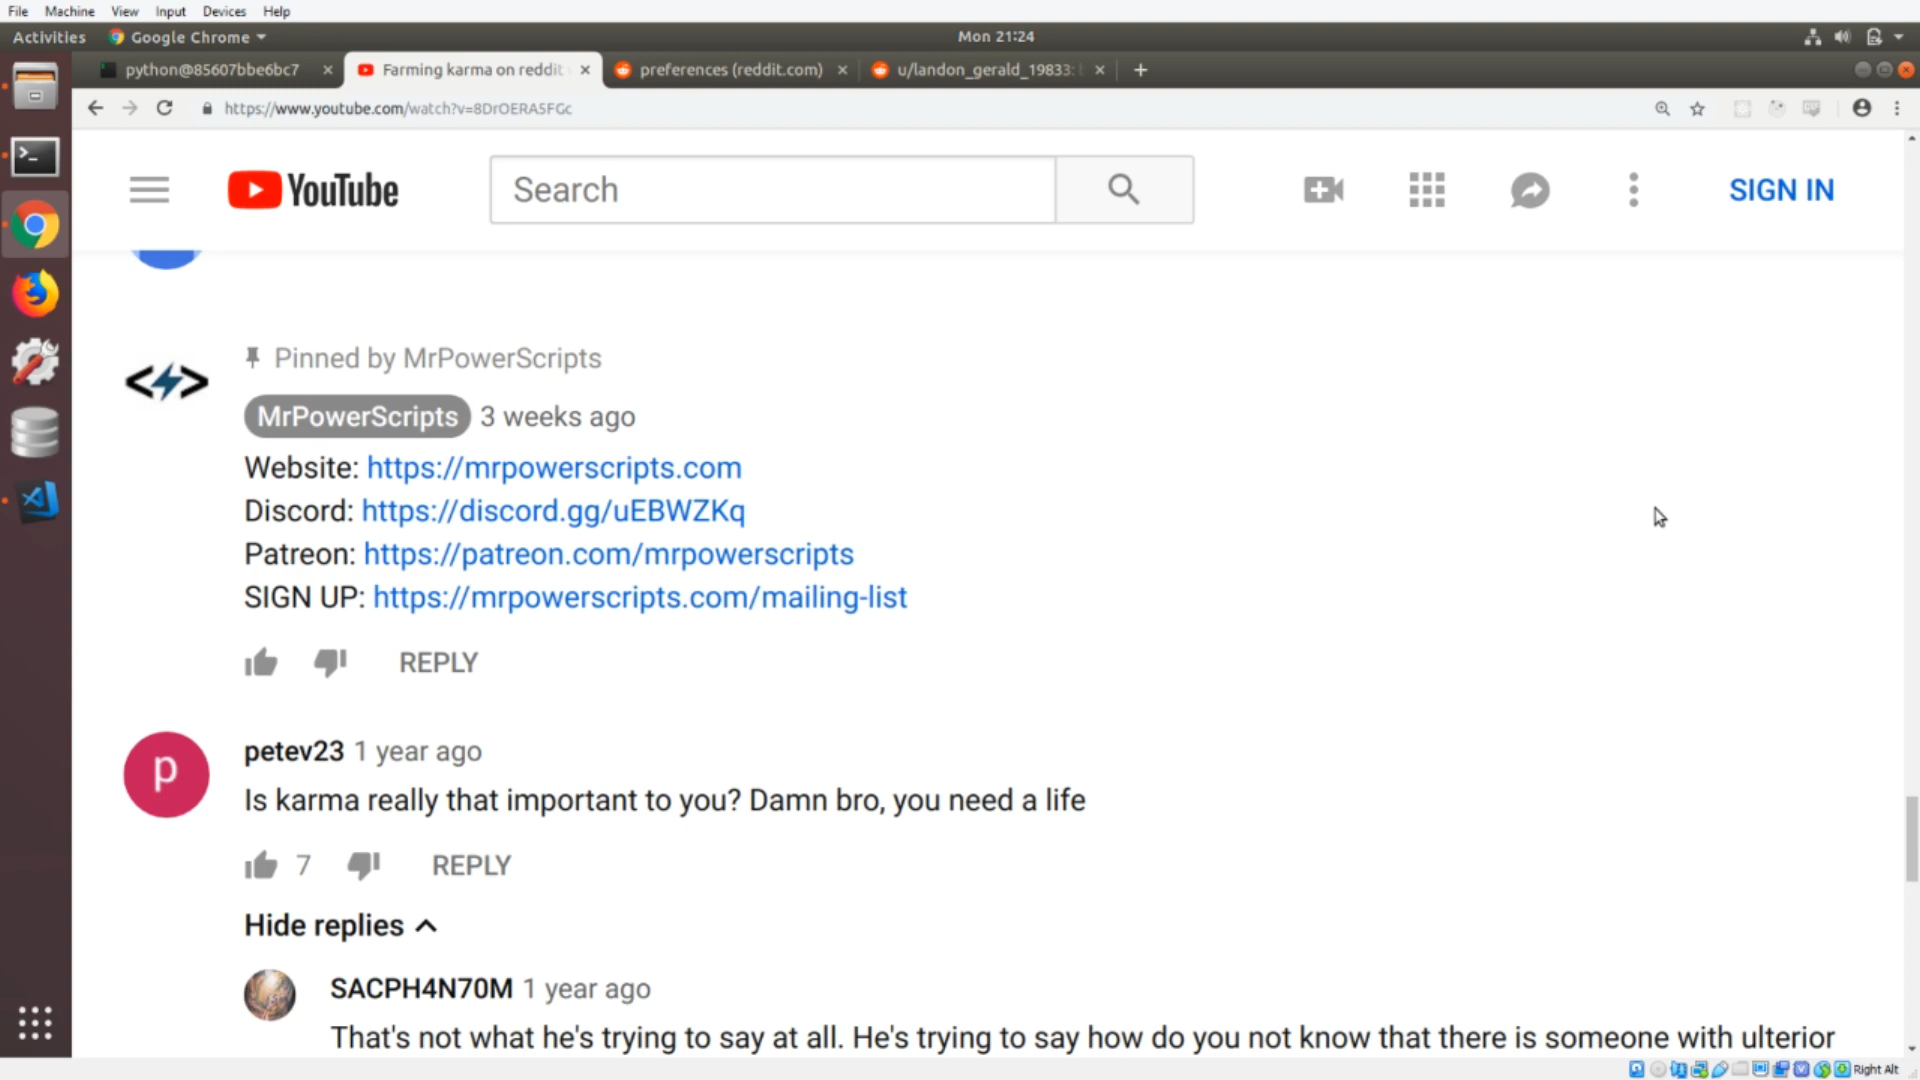 File Machine View Input Devices Help
Activities Google Chrome Mon 21:24
python@85607bbe6bc7 Farming karma on reddit preferences (reddit.com) u/landon_gerald_19833:
https://www.youtube.com/watch?v=8DrOERA5FGc
YouTube Search SIGN IN
Pinned by MrPowerScripts
MrPowerScripts 3 weeks ago
Website: https://mrpowerscripts.com
Discord: https://discord.gg/uEBWZKq
Patreon: https://patreon.com/mrpowerscripts
SIGN UP: https://mrpowerscripts.com/mailing-list
REPLY
p
petev23 1 year ago
Is karma really that important to you? Damn bro, you need a life
7 REPLY
Hide replies
SACPH4N70M 1 year ago
That's not what he's trying to say at all. He's trying to say how do you not know that there is someone with ulterior
Right Alt